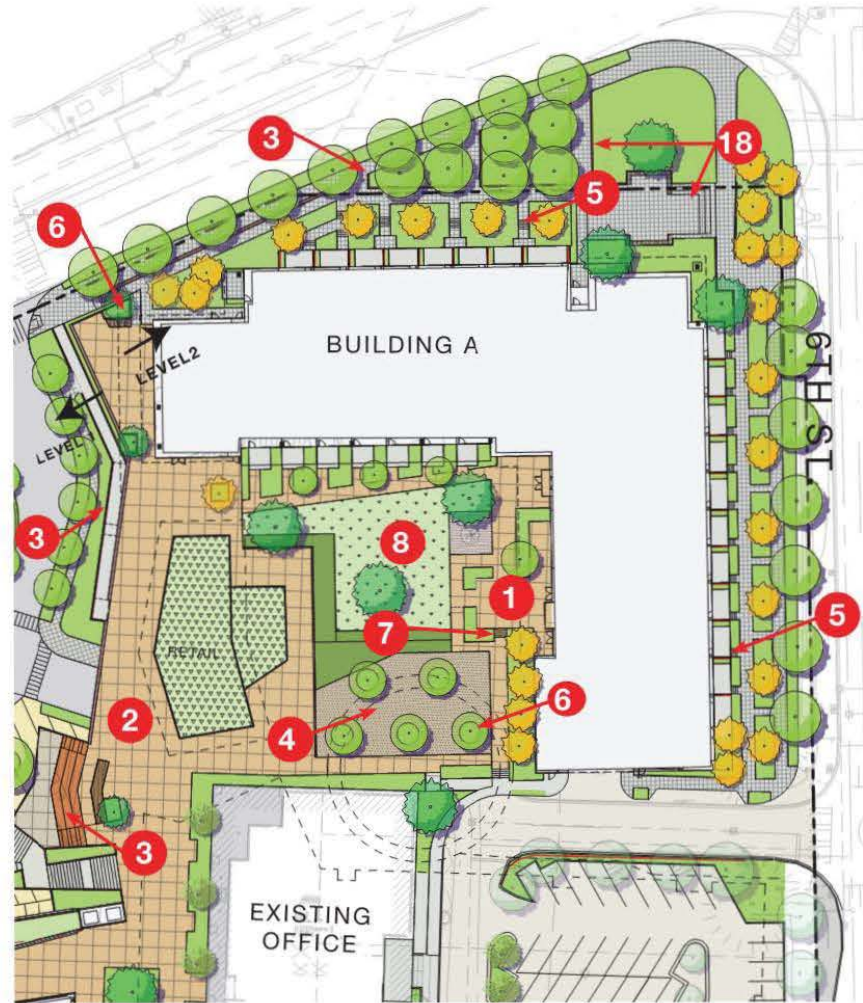 3
18
5
6
BUILDING A
LEVEL2
6TH ST.
LEVEL 1
3
8
1
7
5
RETAIL
2
4
6
3
EXISTING
OFFICE